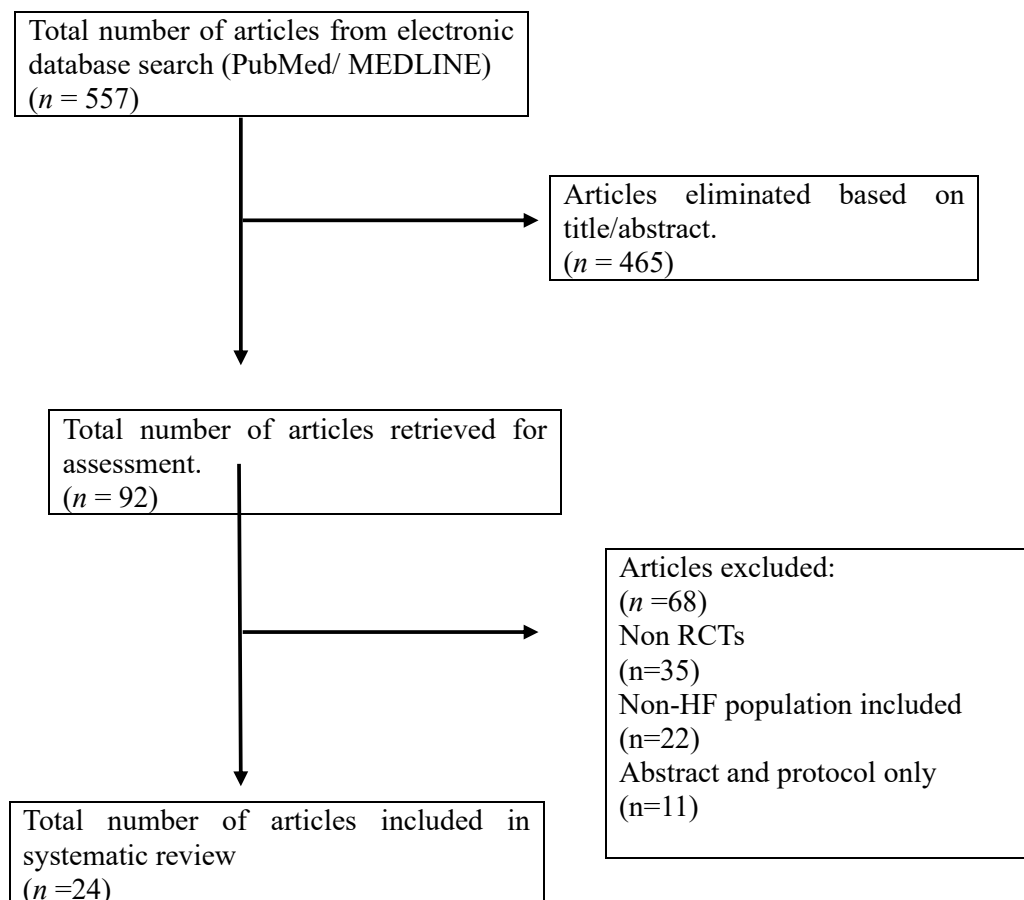 Total number of articles from electronic
database search (PubMed/ MEDLINE)
(n = 557)
Articles eliminated based on
title/abstract.
(n = 465)
Total number of articles retrieved for
assessment.
(n = 92)
Articles excluded:
(n =68)
Non RCTs
(n=35)
Non-HF population included
(n=22)
Abstract and protocol only
(n=11)
Total number of articles included in
systematic review
(n =24)